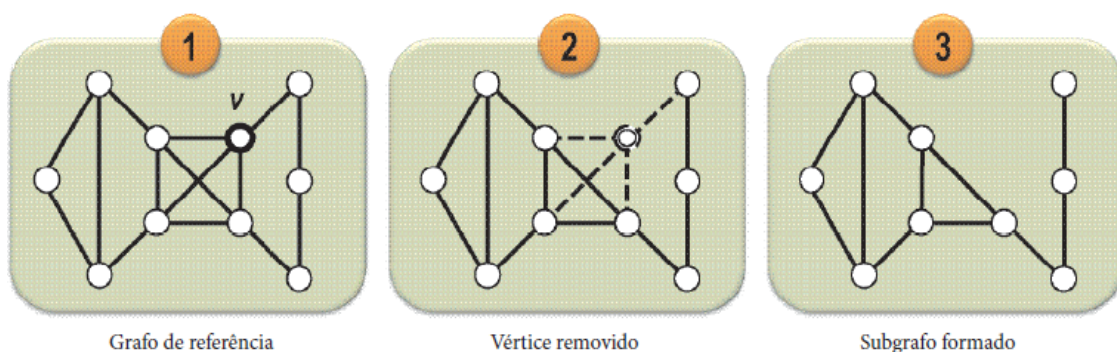 1
2
3
v
Grafo de referência
Vértice removido
Subgrafo formado